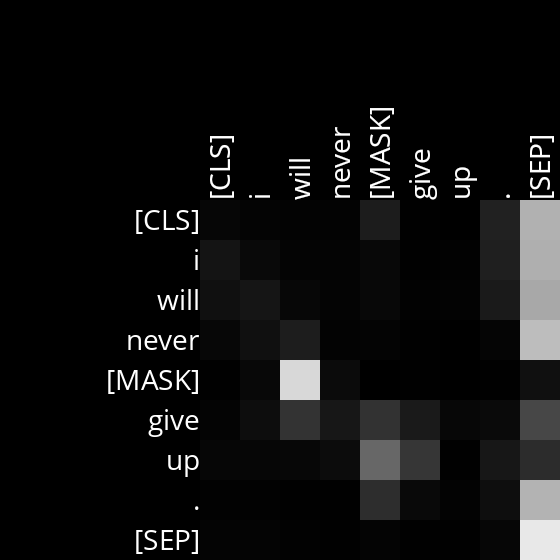 [CLS] i will never [MASK] give up . [SEP]
[CLS]
i
will
never
[MASK]
give
up
.
[SEP]